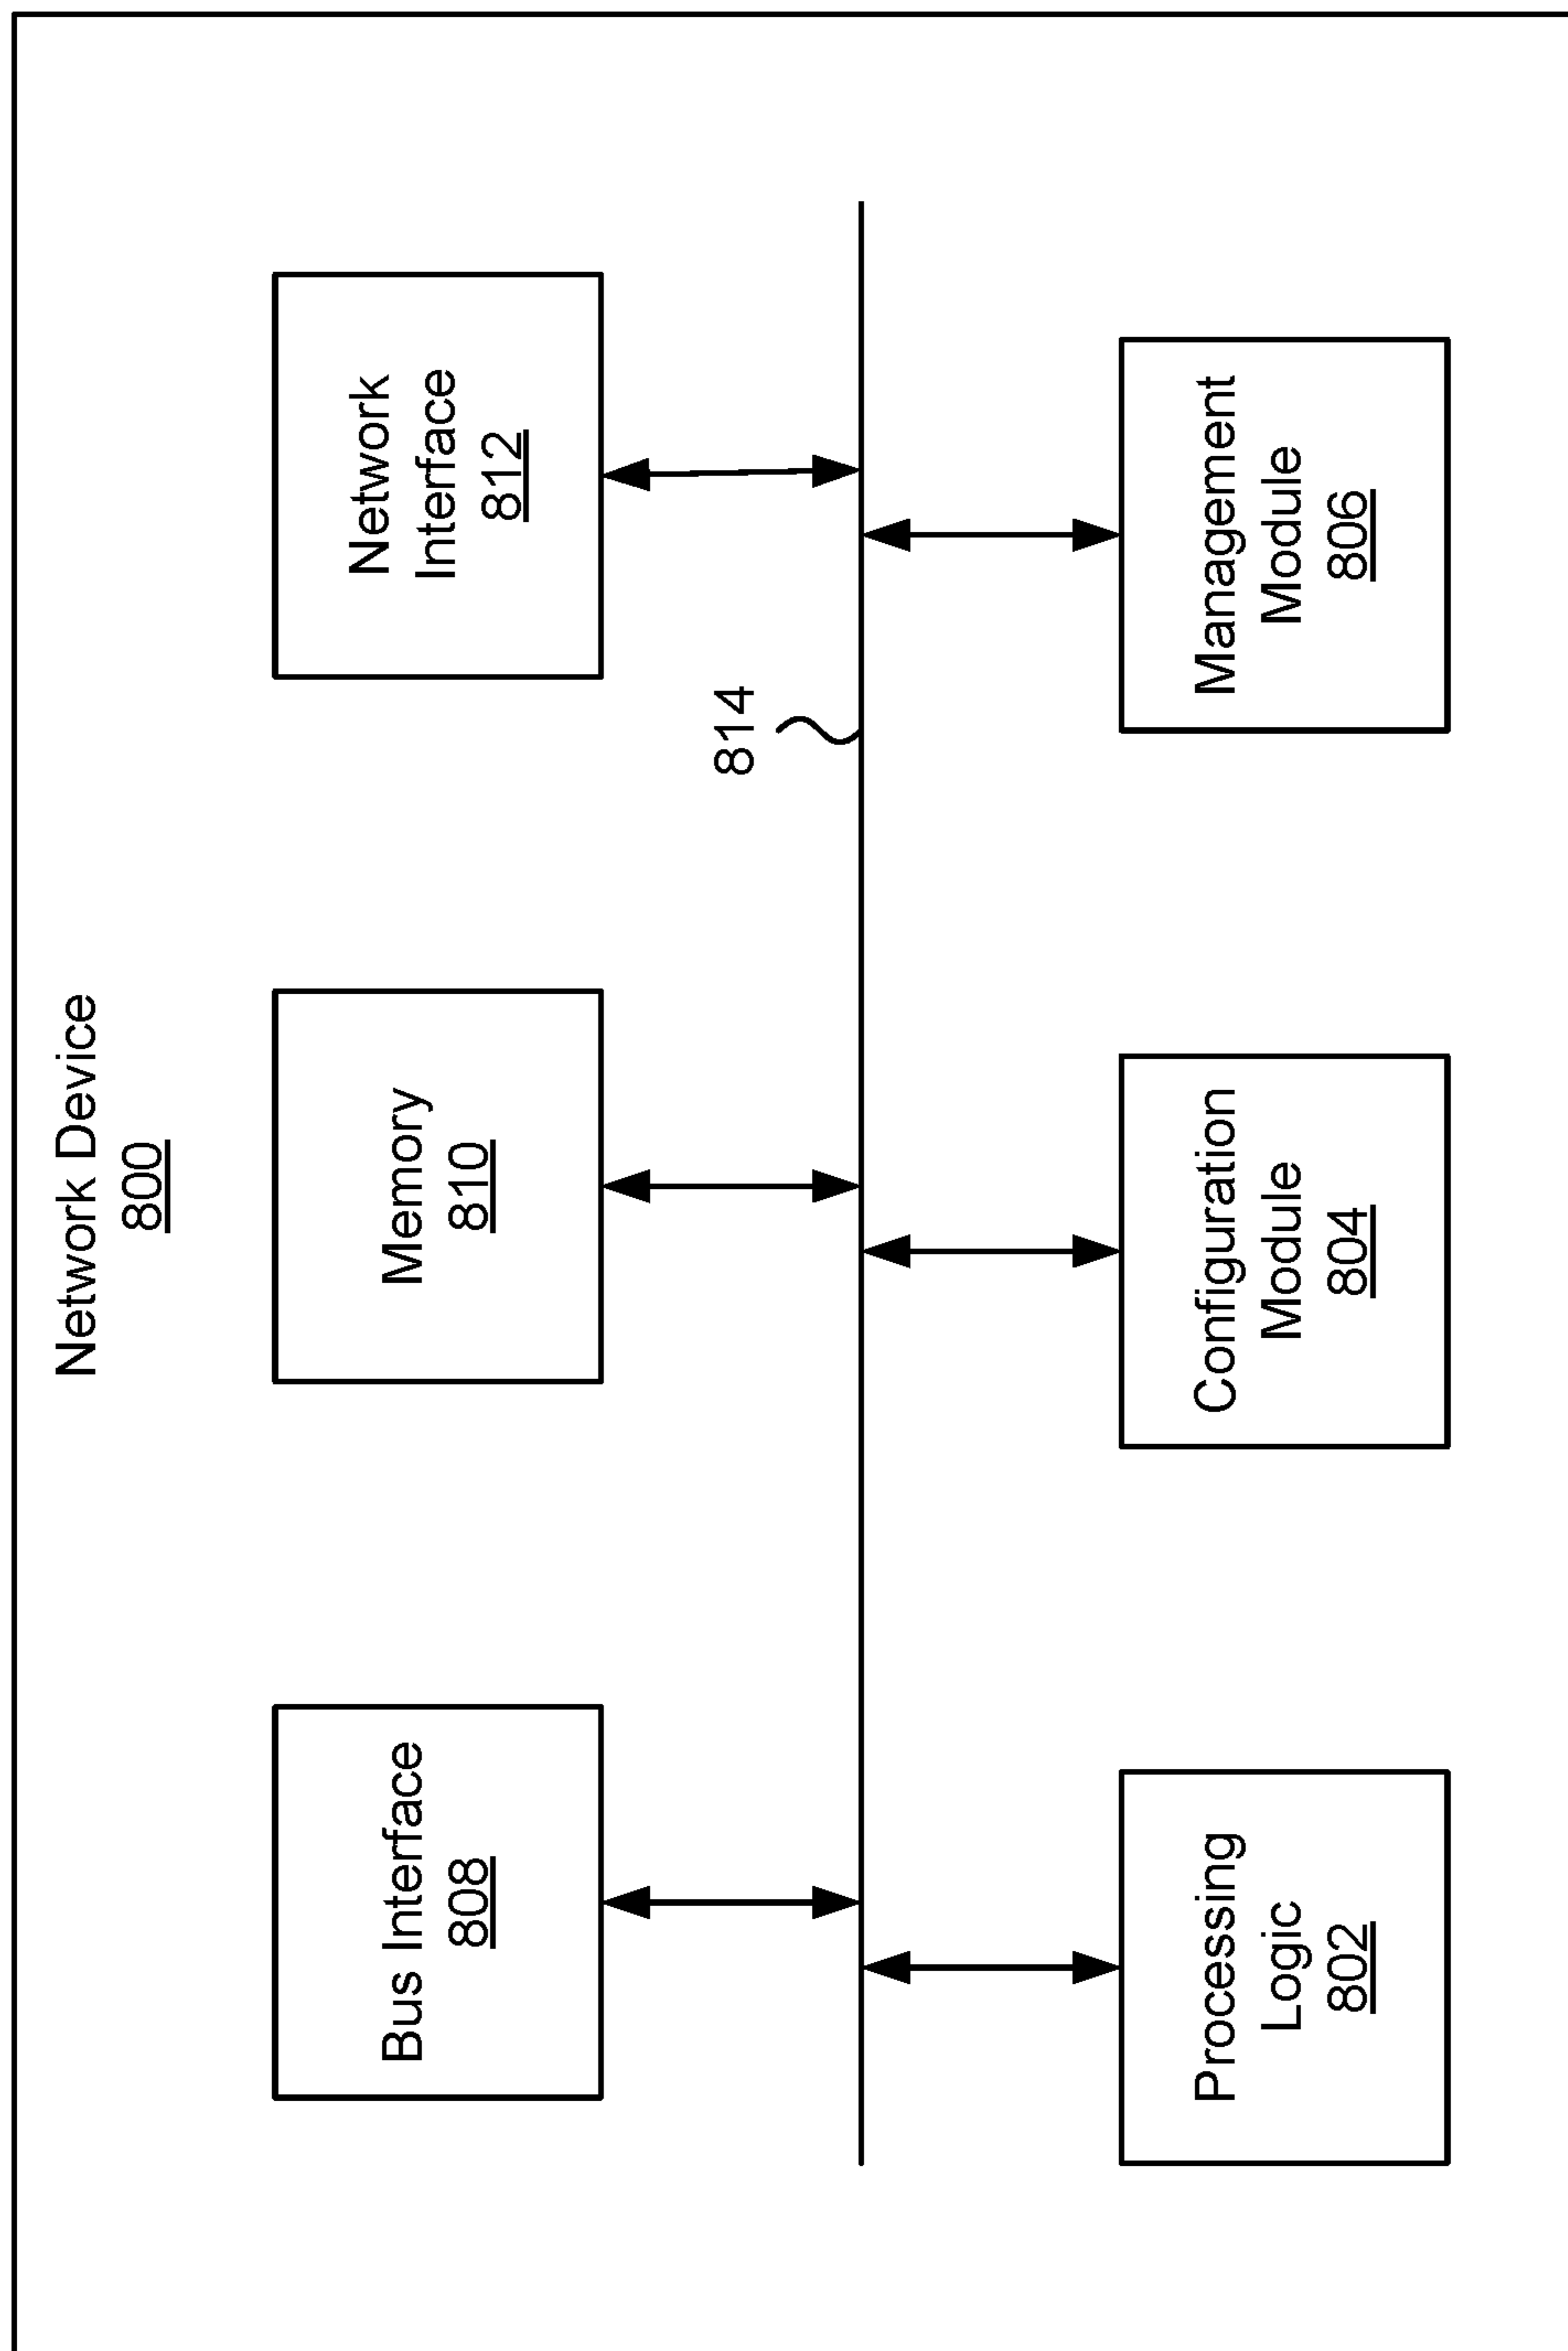 Network Device
800
Bus Interface
808
Memory
810
Network
Interface
812
814
Processing
Logic
802
Configuration
Module
804
Management
Module
806